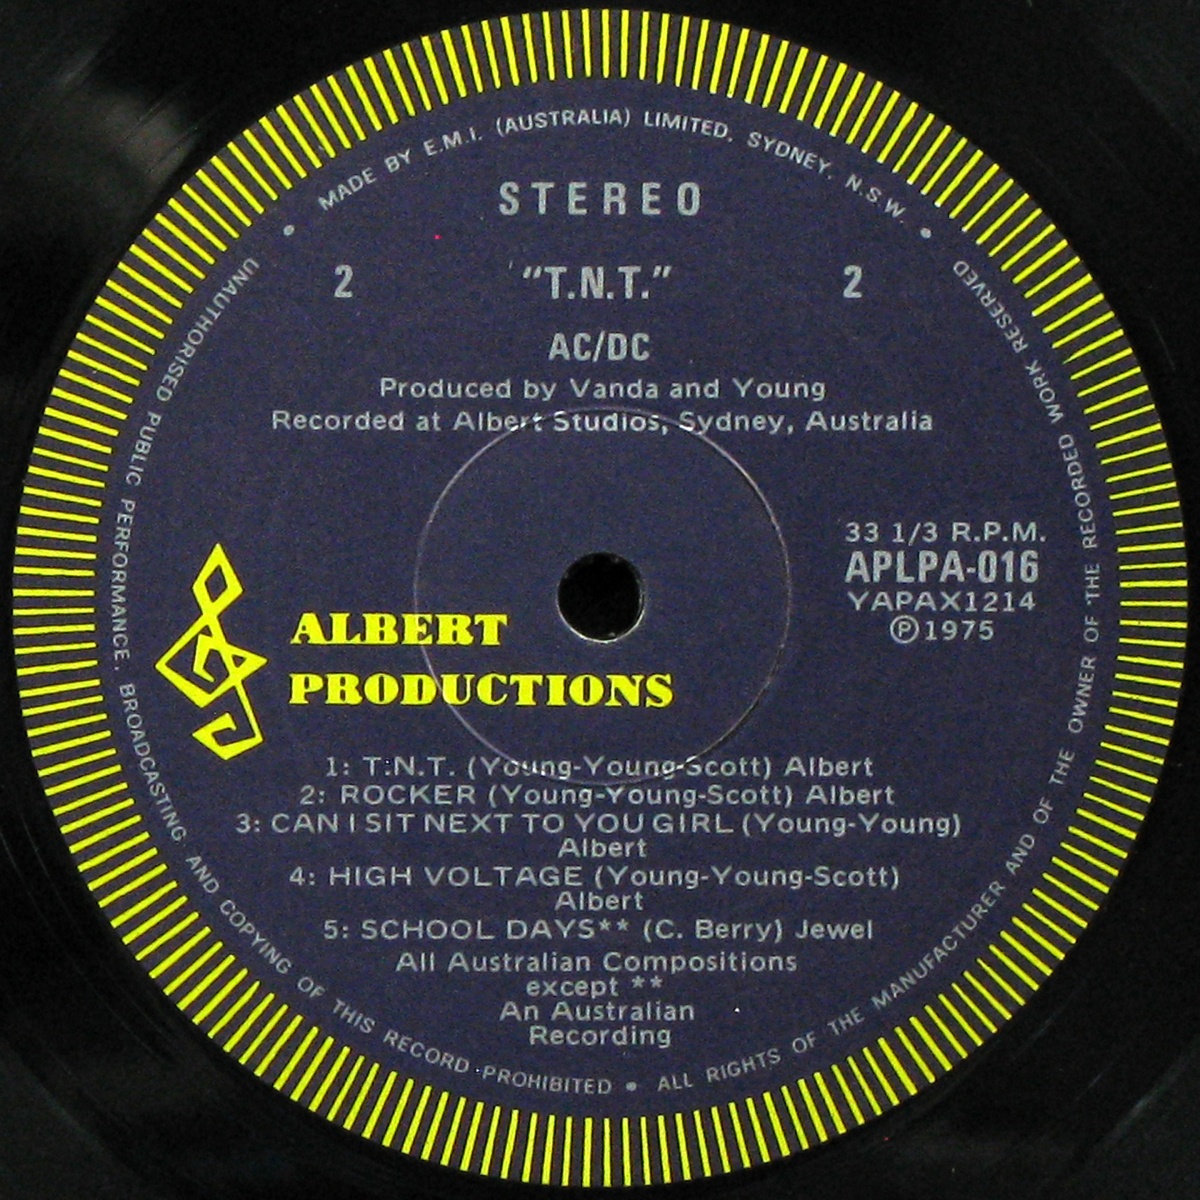 MADE BY E.M.I. (AUSTRALIA) LIMITED, SYDNEY, N.S.W.
STEREO
2 "T.N.T." 2
AC/DC
Produced by Vanda and Young
Recorded at Albert Studios, Sydney, Australia
33 1/3 R.P.M.
APLPA-016
YAPAX1214
Ⓟ1975
ALBERT
PRODUCTIONS
1: T.N.T. (Young-Young-Scott) Albert
2: ROCKER (Young-Young-Scott) Albert
3: CAN I SIT NEXT TO YOU GIRL (Young-Young)
Albert
4: HIGH VOLTAGE (Young-Young-Scott)
Albert
5: SCHOOL DAYS** (C. Berry) Jewel
All Australian Compositions
except **
An Australian
Recording
UNAUTHORISED PUBLIC PERFORMANCE, BROADCASTING AND COPYING OF THIS RECORD PROHIBITED • ALL RIGHTS OF THE MANUFACTURER AND OF THE OWNER OF THE RECORDED WORK RESERVED